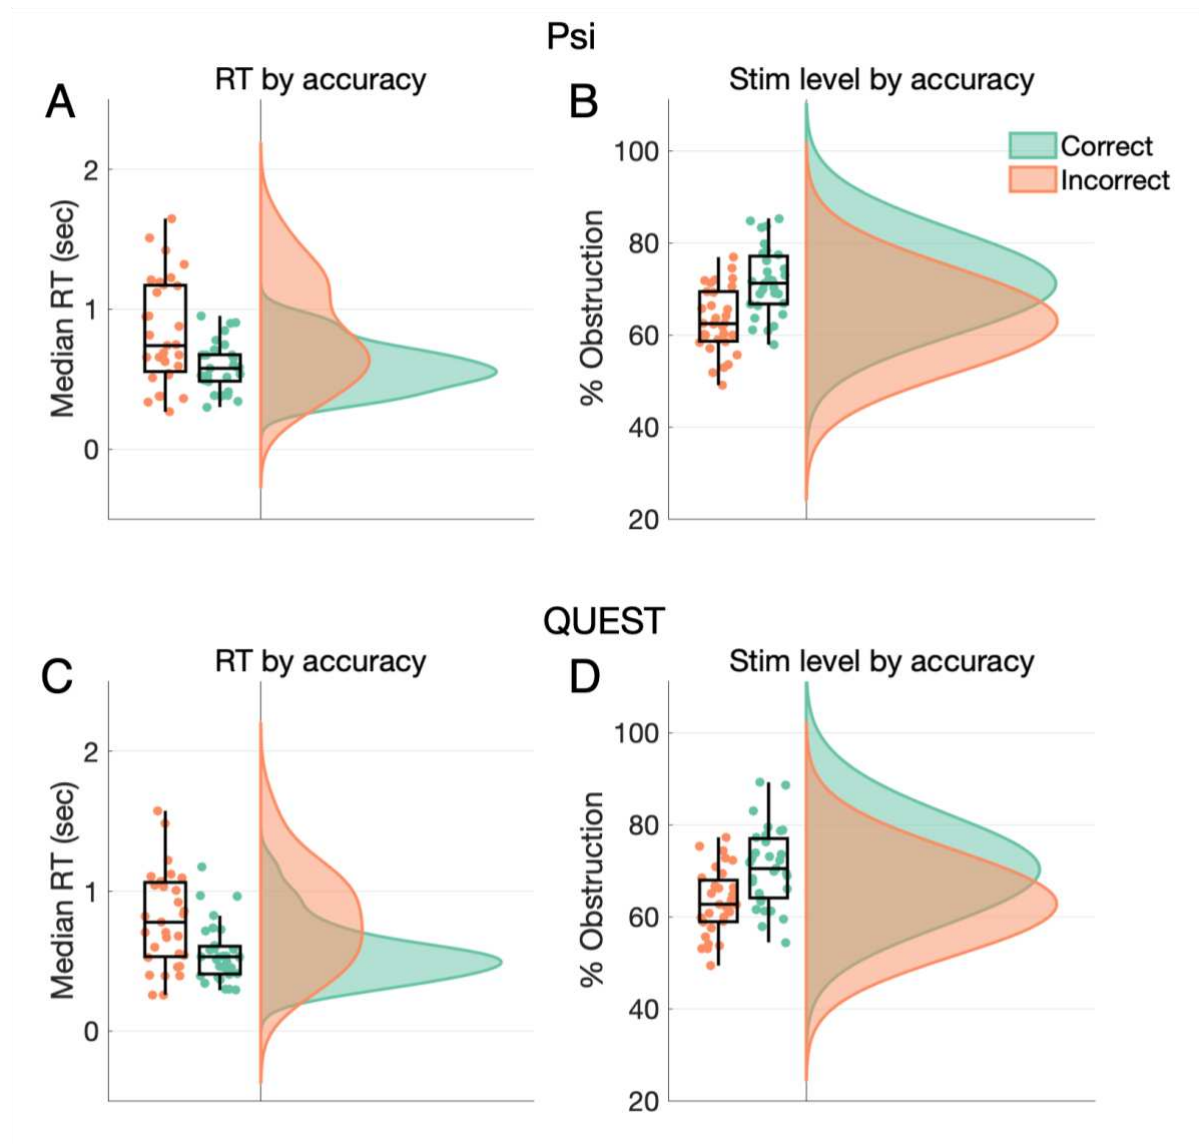 Psi
A
RT by accuracy
Median RT (sec)
2
1
0
B
Stim level by accuracy
% Obstruction
100
80
60
40
20
Correct
Incorrect
QUEST
C
RT by accuracy
Median RT (sec)
2
1
0
D
Stim level by accuracy
% Obstruction
100
80
60
40
20